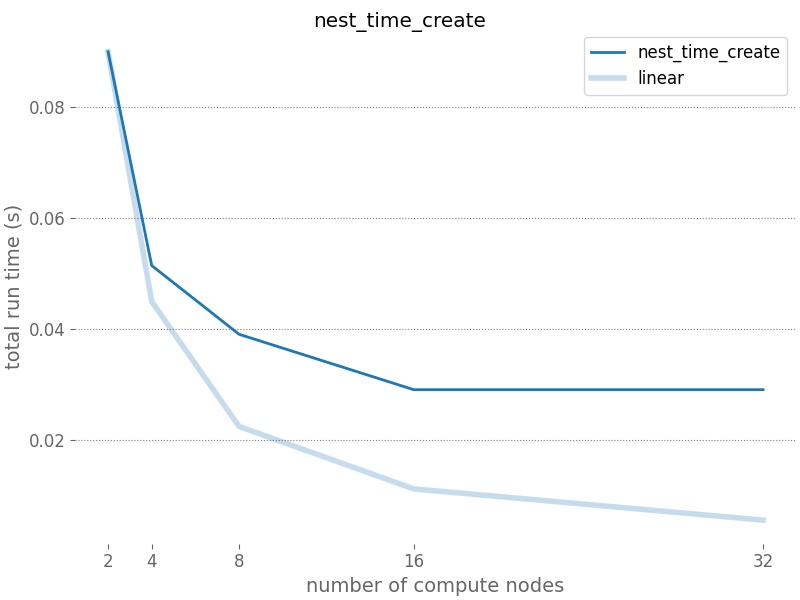 nest_time_create
nest_time_create
linear
total run time (s)
0.08
0.06
0.04
0.02
2 4 8 16 32
number of compute nodes